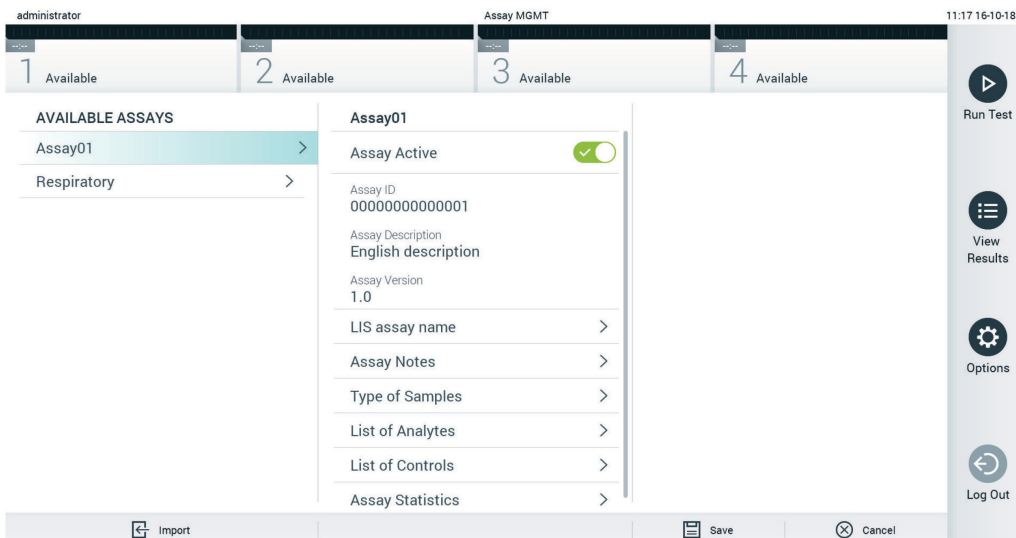 administrator
Assay MGMT
11:17 16-10-18
--:--
1 Available
--:--
2 Available
--:--
3 Available
--:--
4 Available
AVAILABLE ASSAYS
Assay01
Respiratory
Assay01
Assay Active
Assay ID
00000000000001
Assay Description
English description
Assay Version
1.0
LIS assay name
Assay Notes
Type of Samples
List of Analytes
List of Controls
Assay Statistics
Run Test
View
Results
Options
Log Out
Import
Save
Cancel